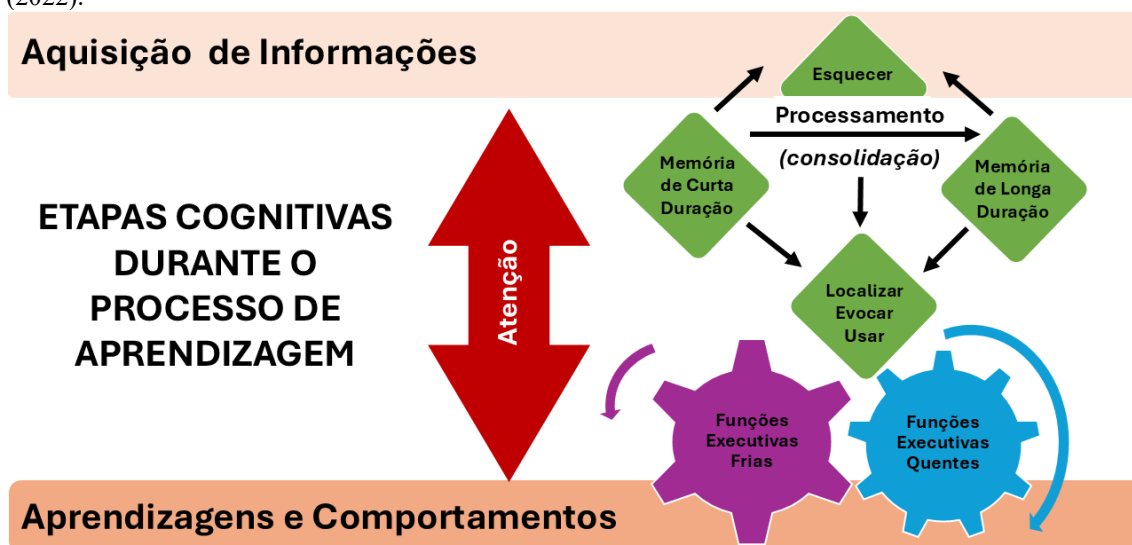 (2022).
Aquisição de Informações
Esquecer
Processamento
(consolidação)
Memória
de Curta
Duração
Memória
de Longa
Duração
ETAPAS COGNITIVAS
DURANTE O
PROCESSO DE
APRENDIZAGEM
Atenção
Localizar
Evocar
Usar
Funções
Executivas
Frias
Funções
Executivas
Quentes
Aprendizagens e Comportamentos